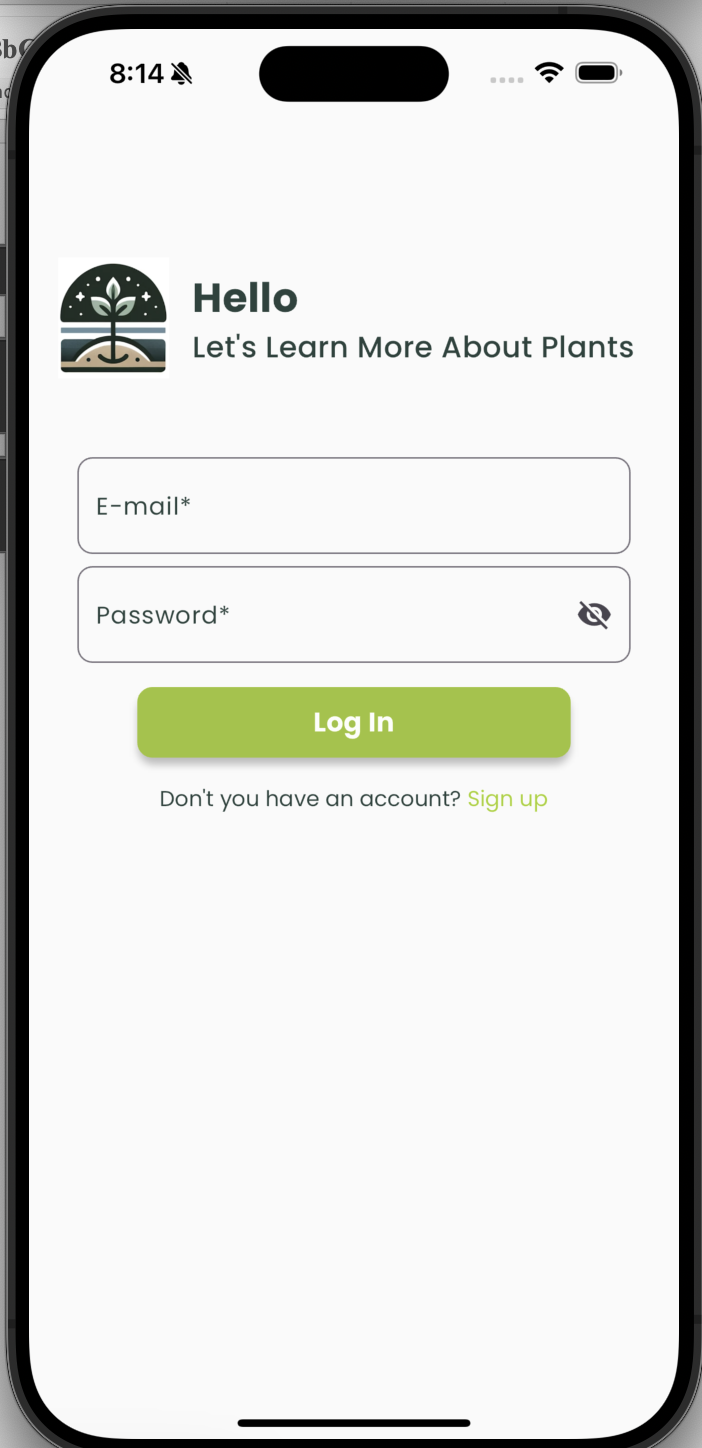 8:14
Hello
Let's Learn More About Plants
E-mail*
Password*
Log In
Don't you have an account? Sign up